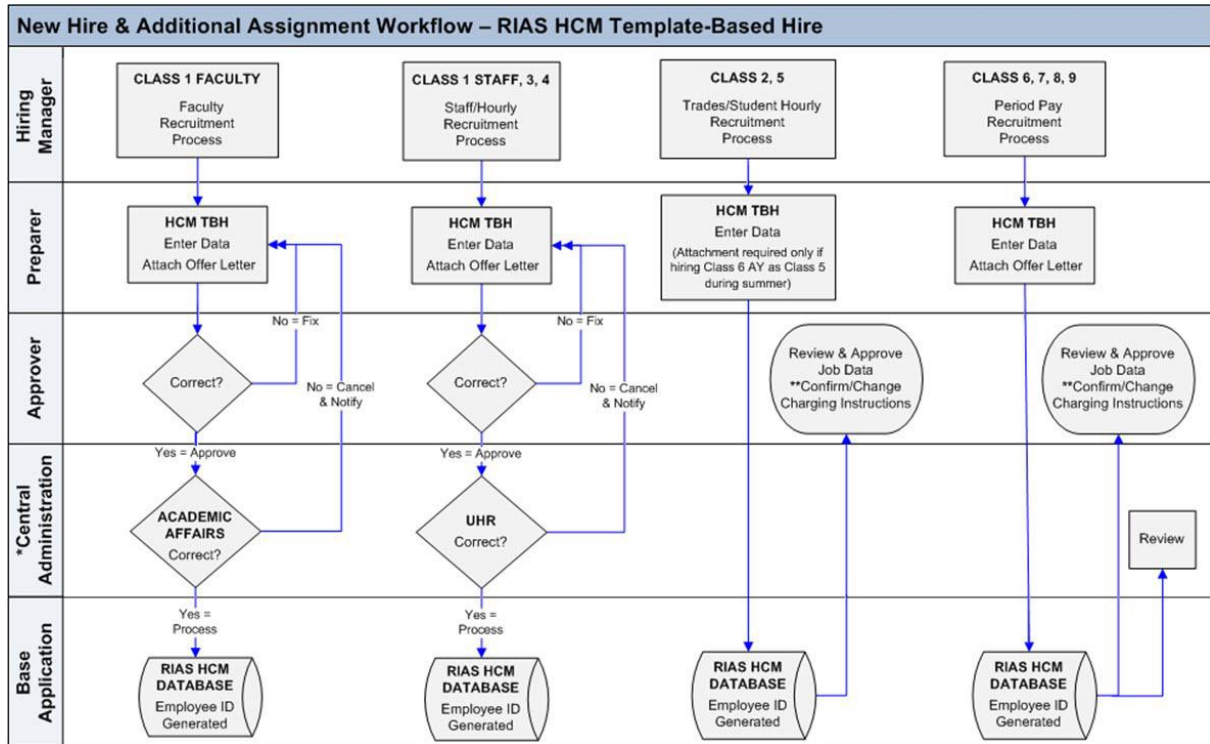 New Hire & Additional Assignment Workflow – RIAS HCM Template-Based Hire
Hiring
Manager
CLASS 1 FACULTY
Faculty
Recruitment
Process
CLASS 1 STAFF, 3, 4
Staff/Hourly
Recruitment
Process
CLASS 2, 5
Trades/Student Hourly
Recruitment
Process
CLASS 6, 7, 8, 9
Period Pay
Recruitment
Process
Preparer
HCM TBH
Enter Data
Attach Offer Letter
No = Fix
HCM TBH
Enter Data
Attach Offer Letter
No = Fix
HCM TBH
Enter Data
(Attachment required only if
hiring Class 6 AY as Class 5
during summer)
HCM TBH
Enter Data
Attach Offer Letter
Approver
Correct?
No = Cancel
& Notify
Yes = Approve
Correct?
No = Cancel
& Notify
Yes = Approve
Review & Approve
Job Data
**Confirm/Change
Charging Instructions
Review & Approve
Job Data
**Confirm/Change
Charging Instructions
*Central
Administration
ACADEMIC
AFFAIRS
Correct?
UHR
Correct?
Review
Base
Application
Yes =
Process
RIAS HCM
DATABASE
Employee ID
Generated
Yes =
Process
RIAS HCM
DATABASE
Employee ID
Generated
RIAS HCM
DATABASE
Employee ID
Generated
RIAS HCM
DATABASE
Employee ID
Generated